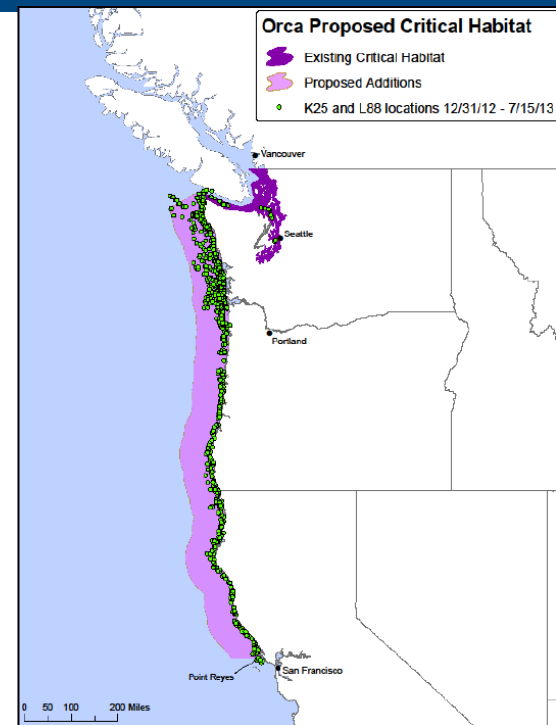 Orca Proposed Critical Habitat
Existing Critical Habitat
Proposed Additions
K25 and L88 locations 12/31/12 - 7/15/13
Vancouver
Seattle
Portland
Point Reyes
San Francisco
0 50 100 200 Miles